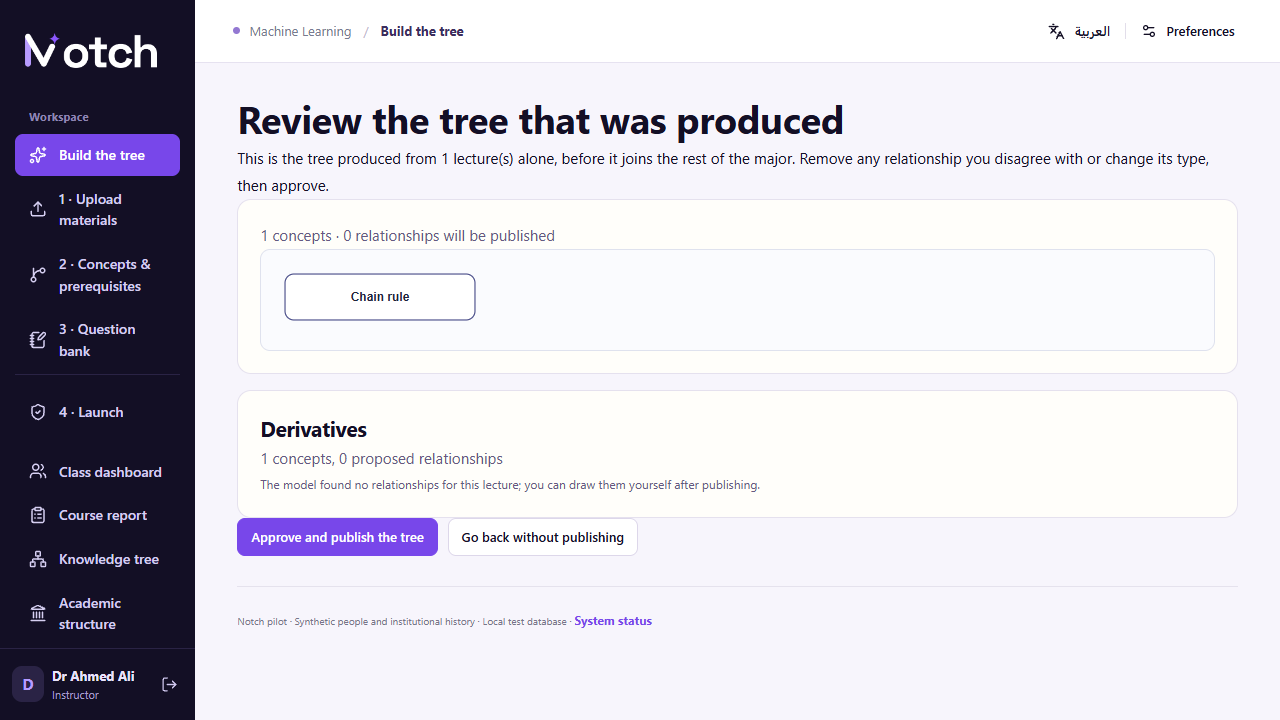 Notch
Workspace
Build the tree
1 · Upload
materials
2 · Concepts &
prerequisites
3 · Question
bank
4 · Launch
Class dashboard
Course report
Knowledge tree
Academic
structure
D
Dr Ahmed Ali
Instructor
Machine Learning / Build the tree
العربية
Preferences
Review the tree that was produced
This is the tree produced from 1 lecture(s) alone, before it joins the rest of the major. Remove any relationship you disagree with or change its type,
then approve.
1 concepts · 0 relationships will be published
Chain rule
Derivatives
1 concepts, 0 proposed relationships
The model found no relationships for this lecture; you can draw them yourself after publishing.
Approve and publish the tree
Go back without publishing
Notch pilot · Synthetic people and institutional history · Local test database · System status